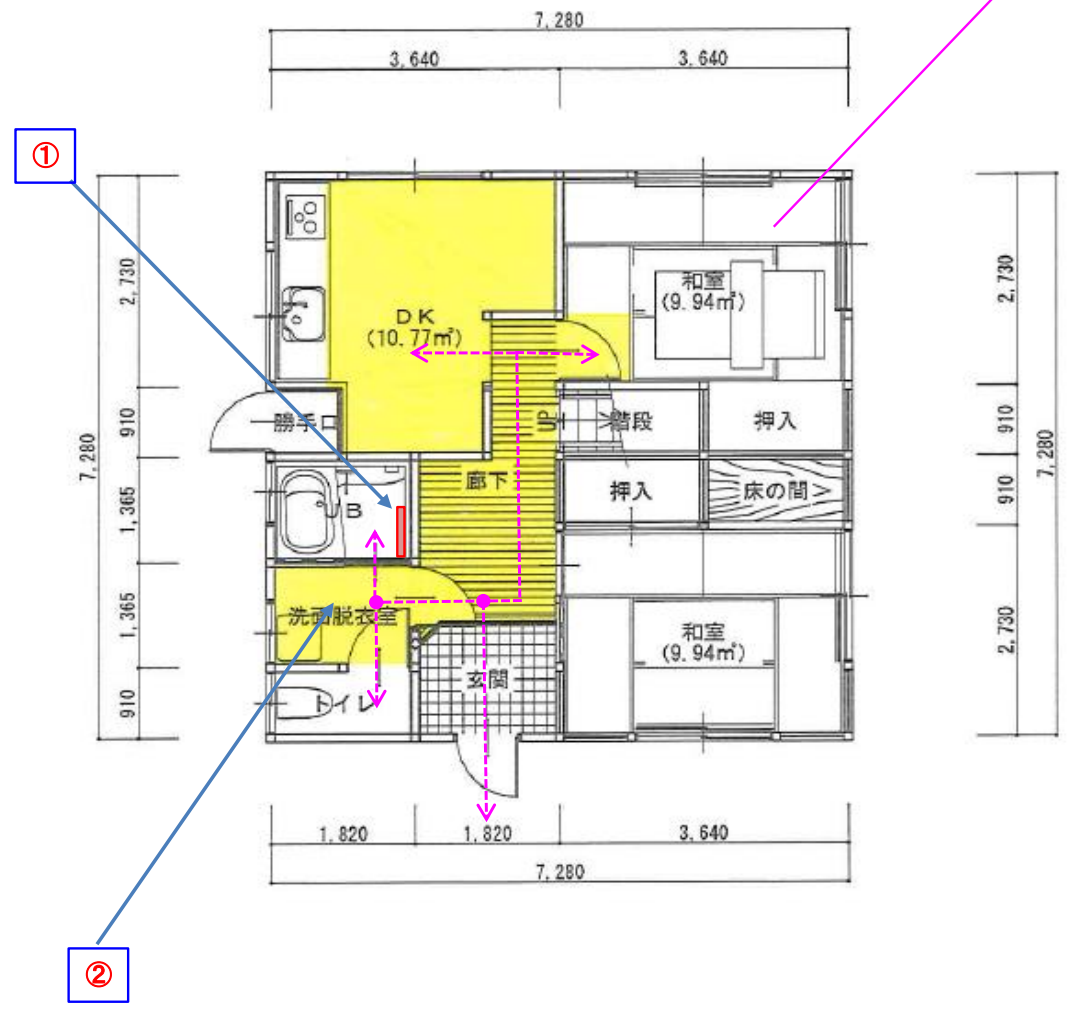 7,280
3,640
3,640
①
2,730
910
1,365
1,365
910
7,280
DK
(10.77㎡)
和室
(9.94㎡)
勝手口
UP
階段
押入
廊下
押入
床の間
B
洗面脱衣室
和室
(9.94㎡)
玄関
トイレ
2,730
910
910
2,730
7,280
1,820
1,820
3,640
7,280
②